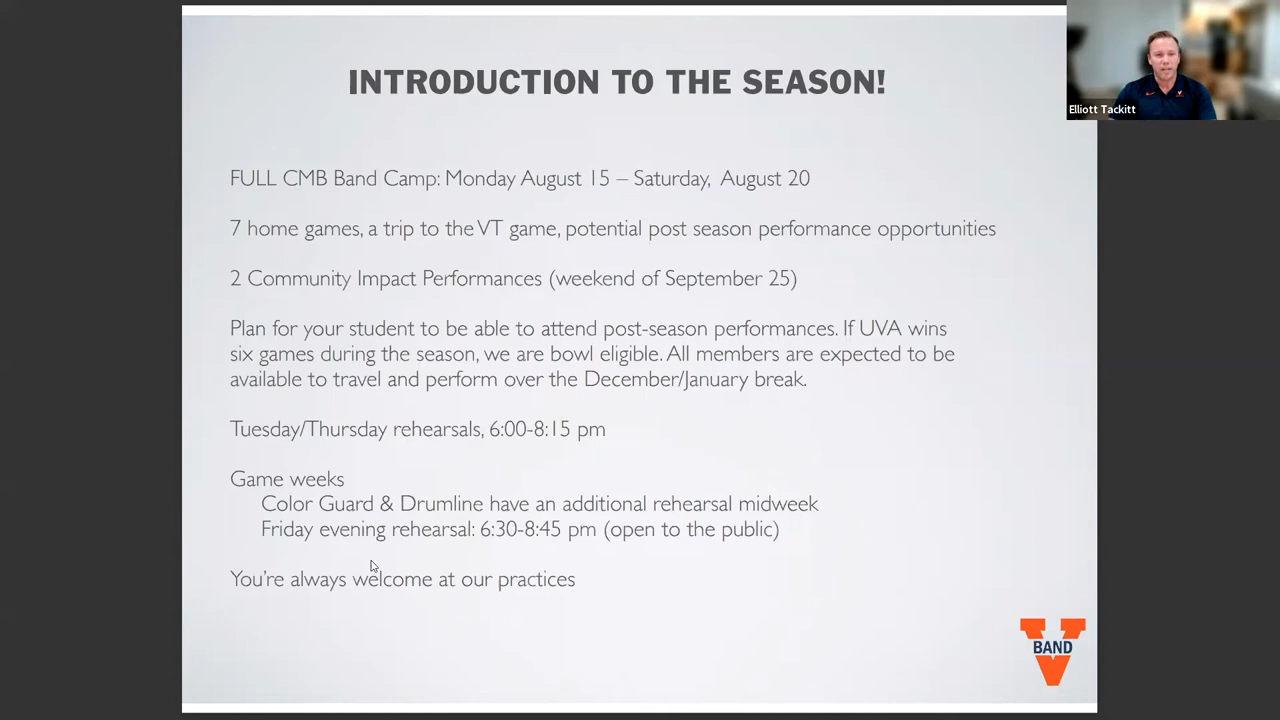 INTRODUCTION TO THE SEASON!
Elliott Tackitt
FULL CMB Band Camp: Monday August 15 – Saturday, August 20
7 home games, a trip to the VT game, potential post season performance opportunities
2 Community Impact Performances (weekend of September 25)
Plan for your student to be able to attend post-season performances. If UVA wins
six games during the season, we are bowl eligible. All members are expected to be
available to travel and perform over the December/January break.
Tuesday/Thursday rehearsals, 6:00-8:15 pm
Game weeks
Color Guard & Drumline have an additional rehearsal midweek
Friday evening rehearsal: 6:30-8:45 pm (open to the public)
You're always welcome at our practices
V
BAND